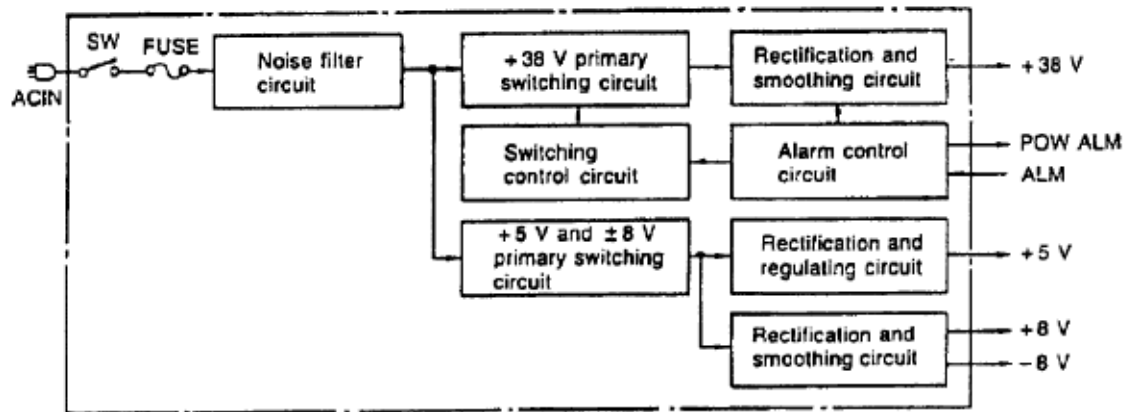 SW
FUSE
ACIN
Noise filter
circuit
+38 V primary
switching circuit
Rectification and
smoothing circuit
+38 V
Switching
control circuit
Alarm control
circuit
POW ALM
ALM
+5 V and ±8 V
primary switching
circuit
Rectification and
regulating circuit
+5 V
Rectification and
smoothing circuit
+8 V
−8 V